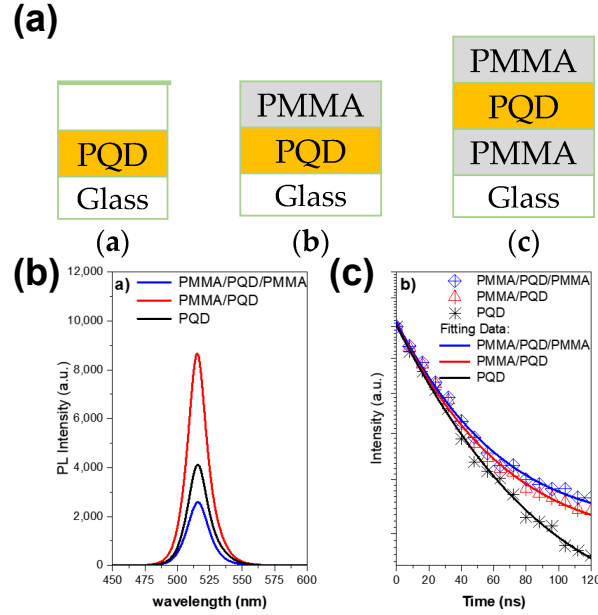 (a)
PQD
Glass
(a)
PMMA
PQD
Glass
(b)
PMMA
PQD
PMMA
Glass
(c)
(b)
a)
PMMA/PQD/PMMA
PMMA/PQD
PQD
PL Intensity (a.u.)
12,000
10,000
8,000
6,000
4,000
2,000
0
450 475 500 525 550 575 600
wavelength (nm)
(c)
b)
PMMA/PQD/PMMA
PMMA/PQD
PQD
Fitting Data:
PMMA/PQD/PMMA
PMMA/PQD
PQD
Intensity (a.u.)
0 20 40 60 80 100 120
Time (ns)